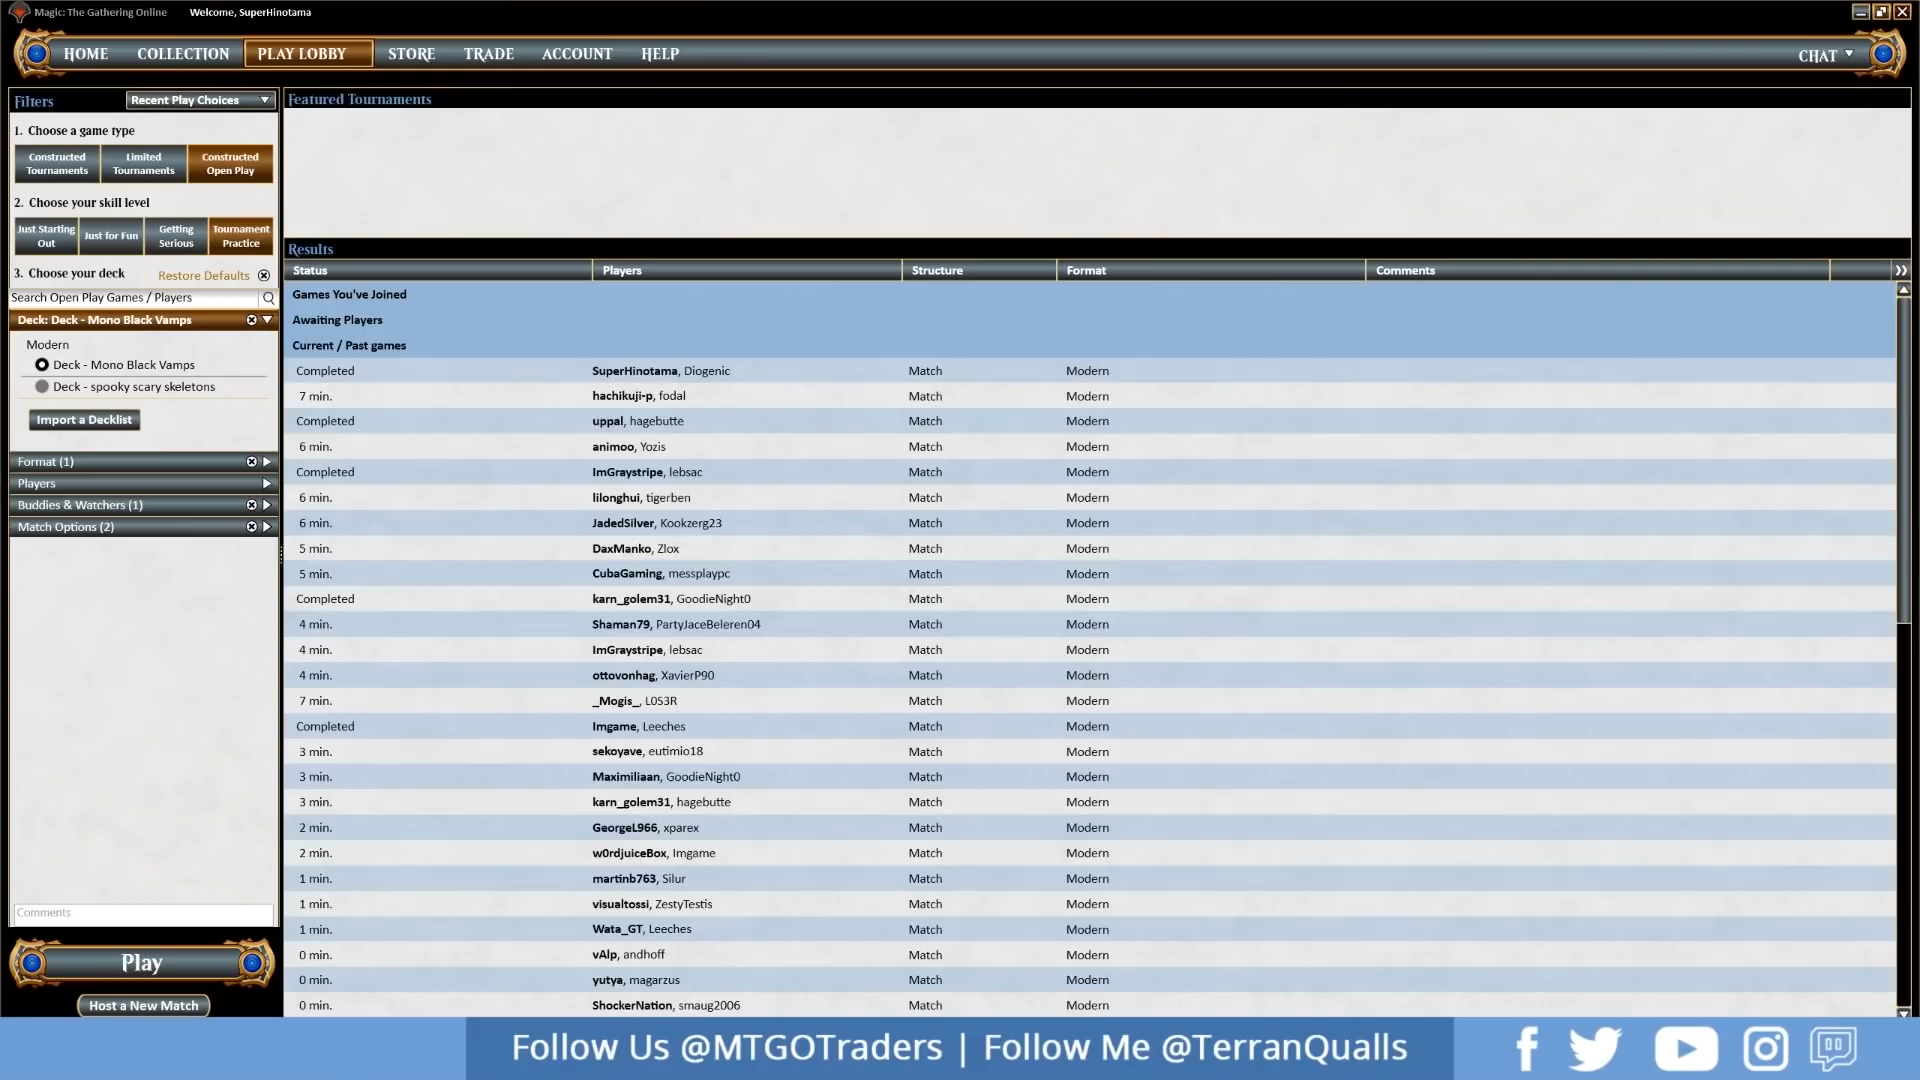 Magic: The Gathering Online Welcome, SuperHinotama
HOME COLLECTION PLAY LOBBY STORE TRADE ACCOUNT HELP CHAT
Filters Recent Play Choices
1. Choose a game type
Constructed Tournaments Limited Tournaments Constructed Open Play
2. Choose your skill level
Just Starting Out Just for Fun Getting Serious Tournament Practice
3. Choose your deck Restore Defaults
Search Open Play Games / Players
Deck: Deck - Mono Black Vamps
Modern
Deck - Mono Black Vamps
Deck - spooky scary skeletons
Import a Decklist
Format (1)
Players
Buddies & Watchers (1)
Match Options (2)
Comments
Play
Host a New Match
Featured Tournaments
Results
Status Players Structure Format Comments
Games You've Joined
Awaiting Players
Current / Past games
Completed SuperHinotama, Diogenic Match Modern
7 min. hachikuji-p, fodal Match Modern
Completed uppal, hagebutte Match Modern
6 min. animoo, Yozis Match Modern
Completed ImGraystripe, lebsac Match Modern
6 min. lilonghui, tigerben Match Modern
6 min. JadedSilver, Kookzerg23 Match Modern
5 min. DaxManko, Zlox Match Modern
5 min. CubaGaming, messplaypc Match Modern
Completed karn_golem31, GoodieNight0 Match Modern
4 min. Shaman79, PartyJaceBeleren04 Match Modern
4 min. ImGraystripe, lebsac Match Modern
4 min. ottovonhag, XavierP90 Match Modern
7 min. _Mogis_, L0S3R Match Modern
Completed Imgame, Leeches Match Modern
3 min. sekoyave, eutimio18 Match Modern
3 min. Maximiliaan, GoodieNight0 Match Modern
3 min. karn_golem31, hagebutte Match Modern
2 min. GeorgeL966, xparex Match Modern
2 min. w0rdjuiceBox, Imgame Match Modern
1 min. martinb763, Silur Match Modern
1 min. visualtossi, ZestyTestis Match Modern
1 min. Wata_GT, Leeches Match Modern
0 min. vAlp, andhoff Match Modern
0 min. yutya, magarzus Match Modern
0 min. ShockerNation, smaug2006 Match Modern
Follow Us @MTGOTraders | Follow Me @TerranQualls